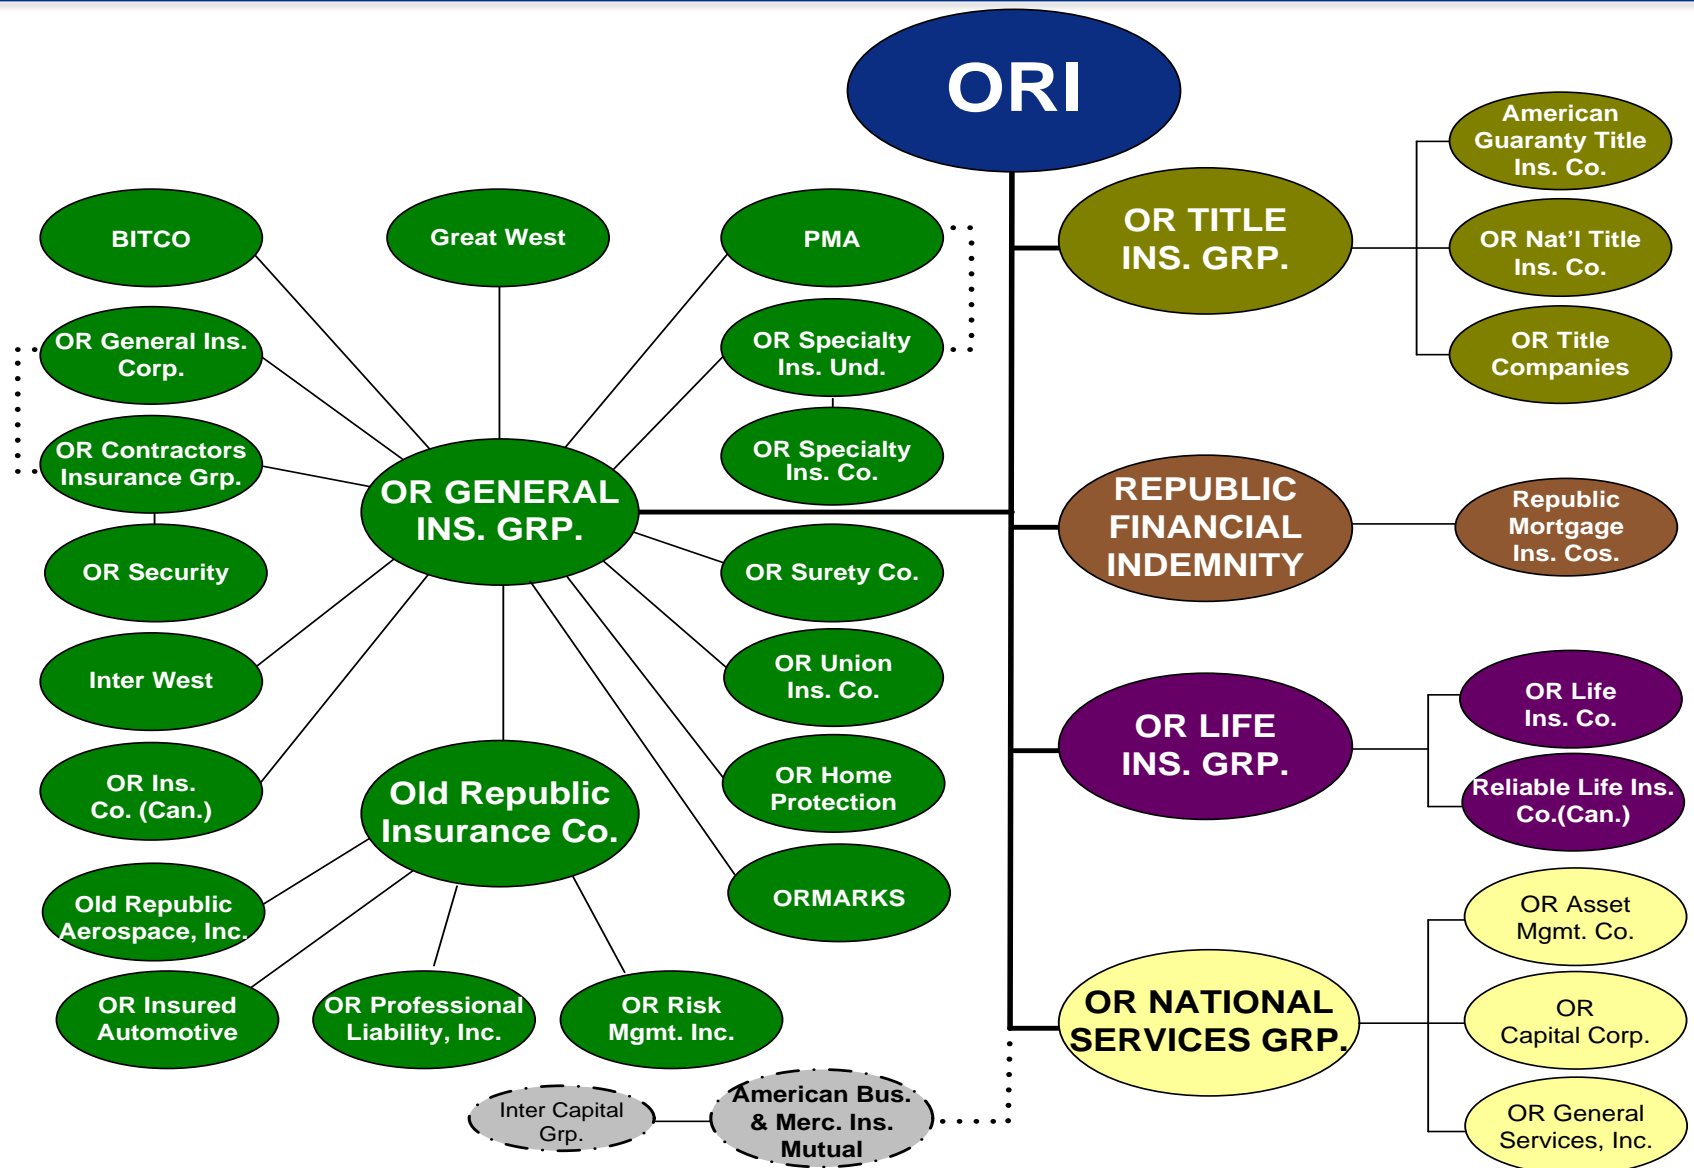 ORI
BITCO
Great West
PMA
OR General Ins.
Corp.
OR Specialty
Ins. Und.
OR Contractors
Insurance Grp.
OR Specialty
Ins. Co.
OR GENERAL
INS. GRP.
OR Security
OR Surety Co.
Inter West
OR Union
Ins. Co.
OR Ins.
Co. (Can.)
Old Republic
Insurance Co.
OR Home
Protection
Old Republic
Aerospace, Inc.
ORMARKS
OR Insured
Automotive
OR Professional
Liability, Inc.
OR Risk
Mgmt. Inc.
Inter Capital
Grp.
American Bus.
& Merc. Ins.
Mutual
OR TITLE
INS. GRP.
American
Guaranty Title
Ins. Co.
OR Nat'l Title
Ins. Co.
OR Title
Companies
REPUBLIC
FINANCIAL
INDEMNITY
Republic
Mortgage
Ins. Cos.
OR LIFE
INS. GRP.
OR Life
Ins. Co.
Reliable Life Ins.
Co.(Can.)
OR NATIONAL
SERVICES GRP.
OR Asset
Mgmt. Co.
OR
Capital Corp.
OR General
Services, Inc.